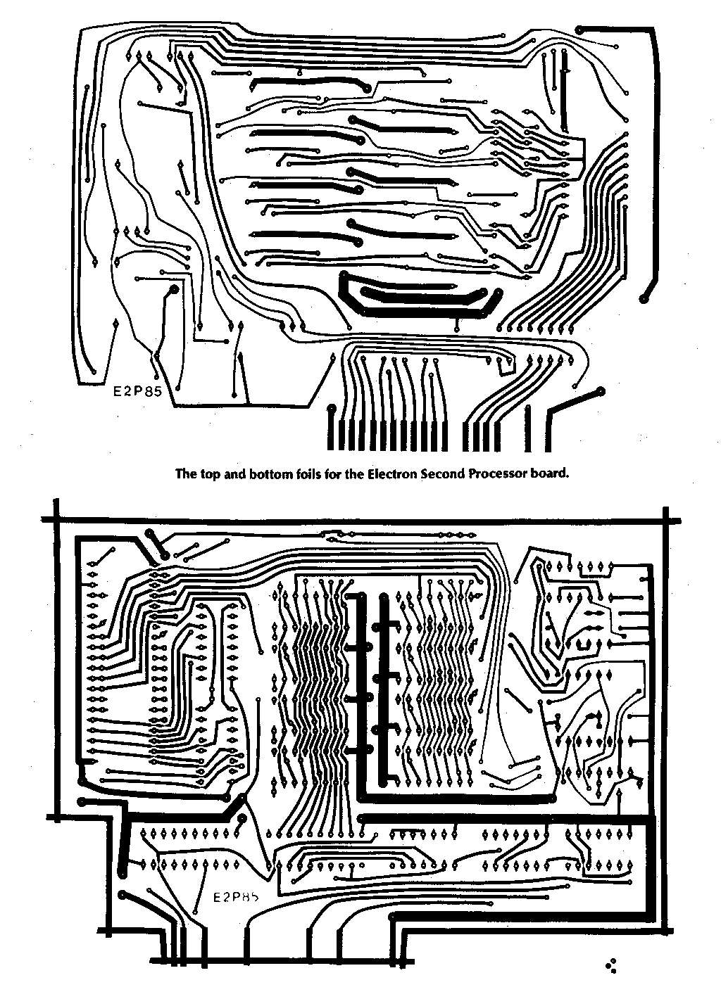 E2P85
The top and bottom foils for the Electron Second Processor board.
E2P85